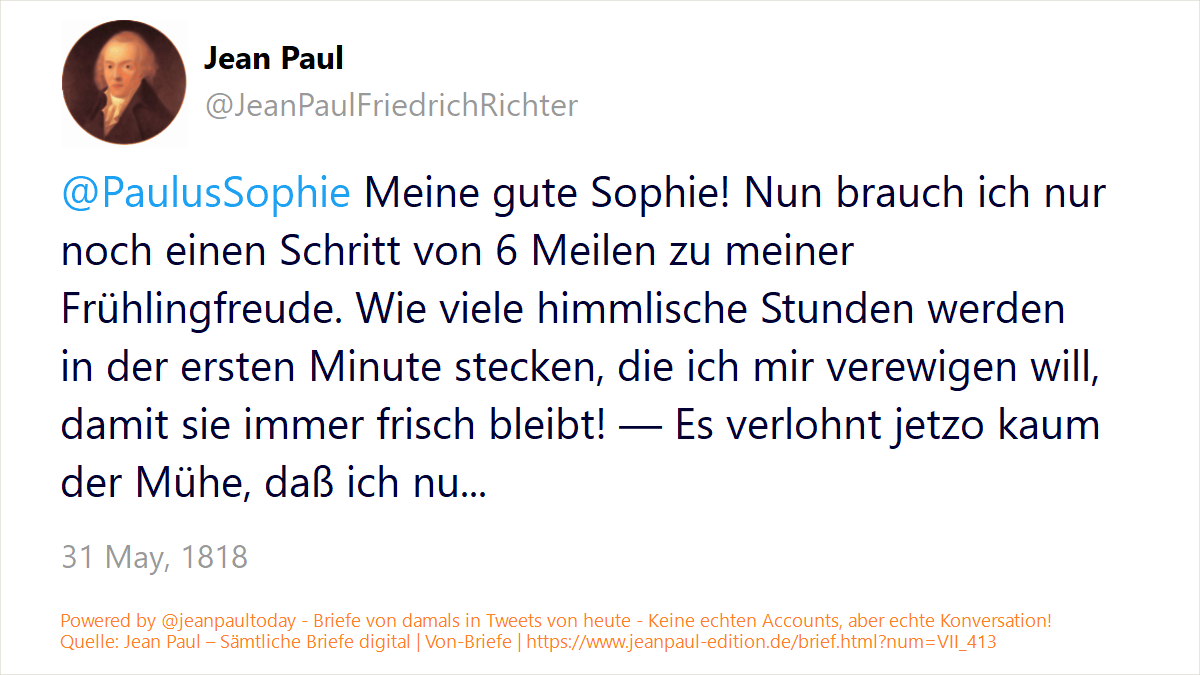 Jean Paul
@JeanPaulFriedrichRichter
@PaulusSophie Meine gute Sophie! Nun brauch ich nur
noch einen Schritt von 6 Meilen zu meiner
Frühlingfreude. Wie viele himmlische Stunden werden
in der ersten Minute stecken, die ich mir verewigen will,
damit sie immer frisch bleibt! — Es verlohnt jetzo kaum
der Mühe, daß ich nu...
31 May, 1818
Powered by @jeanpaultoday - Briefe von damals in Tweets von heute - Keine echten Accounts, aber echte Konversation!
Quelle: Jean Paul – Sämtliche Briefe digital | Von-Briefe | https://www.jeanpaul-edition.de/brief.html?num=VII_413